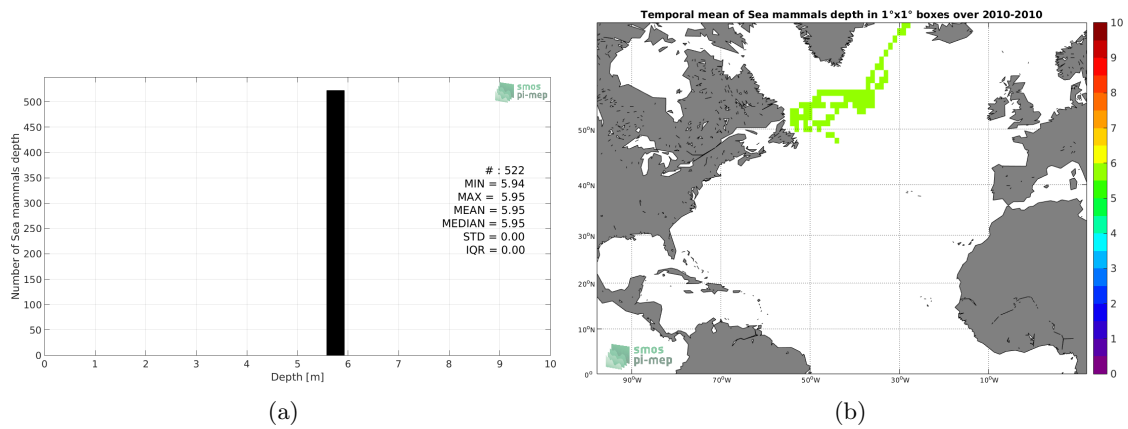 smos
pi-mep
Number of Sea mammals depth
500
450
400
350
300
250
200
150
100
50
0
# : 522
MIN = 5.94
MAX = 5.95
MEAN = 5.95
MEDIAN = 5.95
STD = 0.00
IQR = 0.00
0 1 2 3 4 5 6 7 8 9 10
Depth [m]
(a)
Temporal mean of Sea mammals depth in 1°x1° boxes over 2010-2010
50°N
40°N
30°N
20°N
10°N
0°
90°W 70°W 50°W 30°W 10°W
smos
pi-mep
10
9
8
7
6
5
4
3
2
1
0
(b)